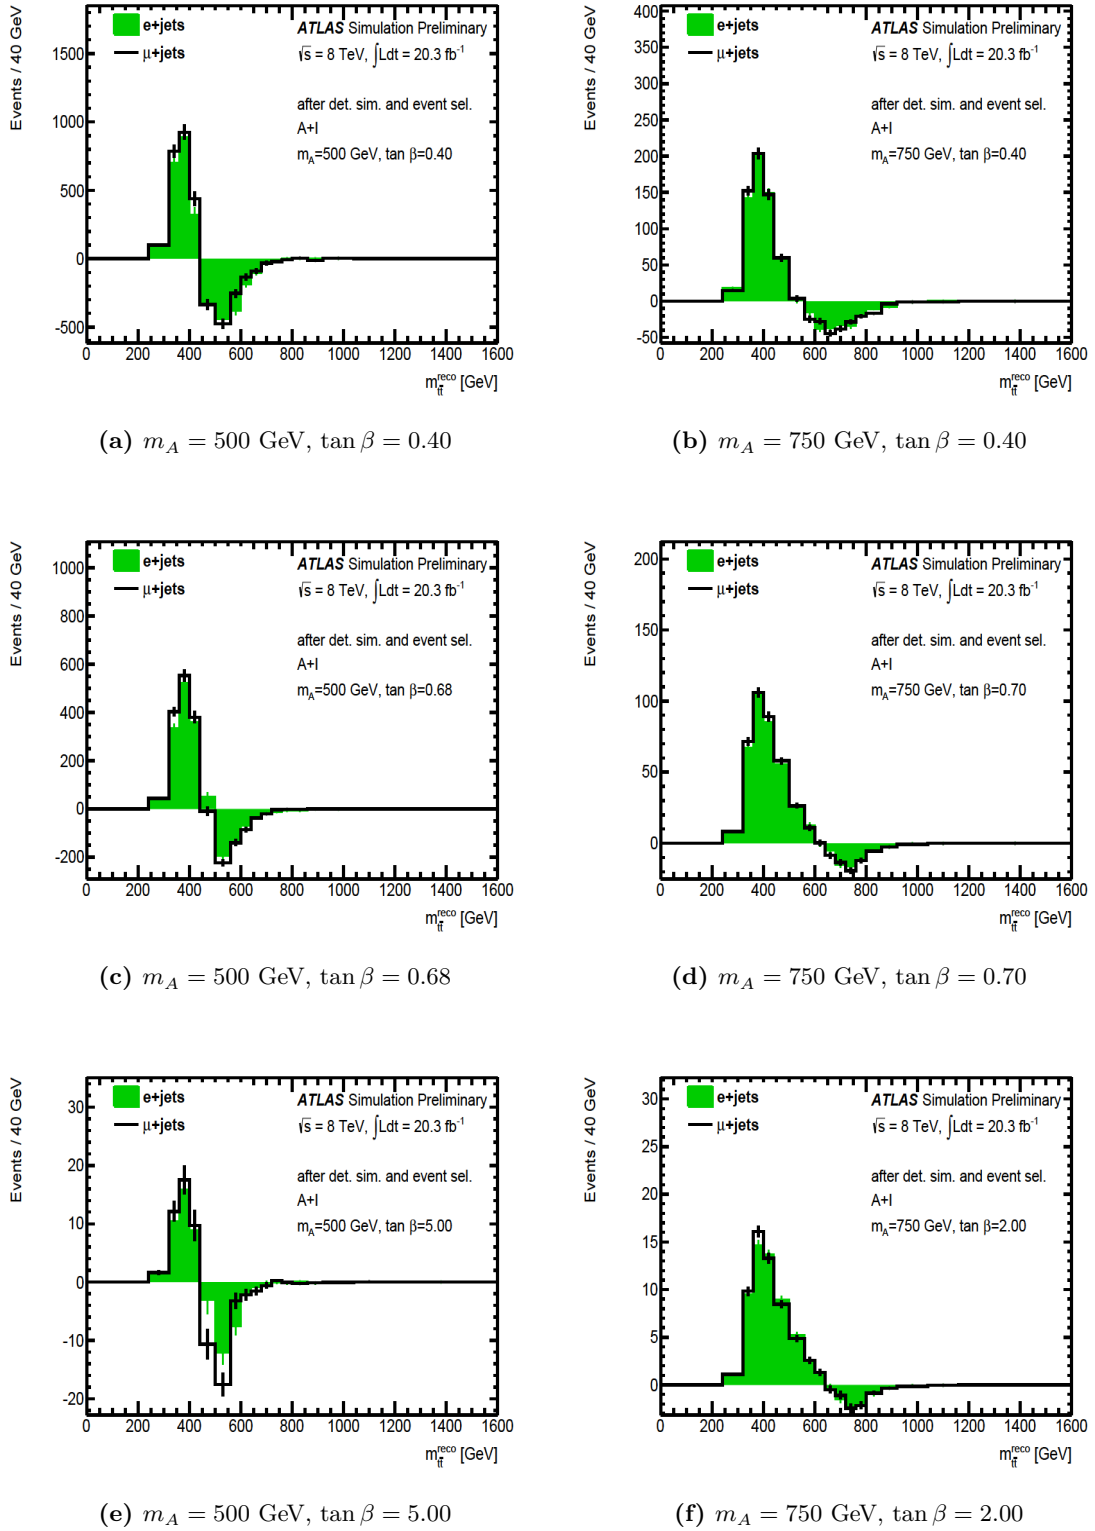 Events / 40 GeV
e+jets
μ+jets
ATLAS Simulation Preliminary
√s = 8 TeV, ∫Ldt = 20.3 fb⁻¹
after det. sim. and event sel.
A+I
m_A=500 GeV, tan β=0.40
1500
1000
500
0
-500
0 200 400 600 800 1000 1200 1400 1600
m_{tt̄}^{reco} [GeV]
(a) m_A = 500 GeV, tan β = 0.40
Events / 40 GeV
e+jets
μ+jets
ATLAS Simulation Preliminary
√s = 8 TeV, ∫Ldt = 20.3 fb⁻¹
after det. sim. and event sel.
A+I
m_A=750 GeV, tan β=0.40
400
350
300
250
200
150
100
50
0
-50
0 200 400 600 800 1000 1200 1400 1600
m_{tt̄}^{reco} [GeV]
(b) m_A = 750 GeV, tan β = 0.40
Events / 40 GeV
e+jets
μ+jets
ATLAS Simulation Preliminary
√s = 8 TeV, ∫Ldt = 20.3 fb⁻¹
after det. sim. and event sel.
A+I
m_A=500 GeV, tan β=0.68
1000
800
600
400
200
0
-200
0 200 400 600 800 1000 1200 1400 1600
m_{tt̄}^{reco} [GeV]
(c) m_A = 500 GeV, tan β = 0.68
Events / 40 GeV
e+jets
μ+jets
ATLAS Simulation Preliminary
√s = 8 TeV, ∫Ldt = 20.3 fb⁻¹
after det. sim. and event sel.
A+I
m_A=750 GeV, tan β=0.70
200
150
100
50
0
0 200 400 600 800 1000 1200 1400 1600
m_{tt̄}^{reco} [GeV]
(d) m_A = 750 GeV, tan β = 0.70
Events / 40 GeV
e+jets
μ+jets
ATLAS Simulation Preliminary
√s = 8 TeV, ∫Ldt = 20.3 fb⁻¹
after det. sim. and event sel.
A+I
m_A=500 GeV, tan β=5.00
30
20
10
0
-10
-20
0 200 400 600 800 1000 1200 1400 1600
m_{tt̄}^{reco} [GeV]
(e) m_A = 500 GeV, tan β = 5.00
Events / 40 GeV
e+jets
μ+jets
ATLAS Simulation Preliminary
√s = 8 TeV, ∫Ldt = 20.3 fb⁻¹
after det. sim. and event sel.
A+I
m_A=750 GeV, tan β=2.00
30
25
20
15
10
5
0
0 200 400 600 800 1000 1200 1400 1600
m_{tt̄}^{reco} [GeV]
(f) m_A = 750 GeV, tan β = 2.00